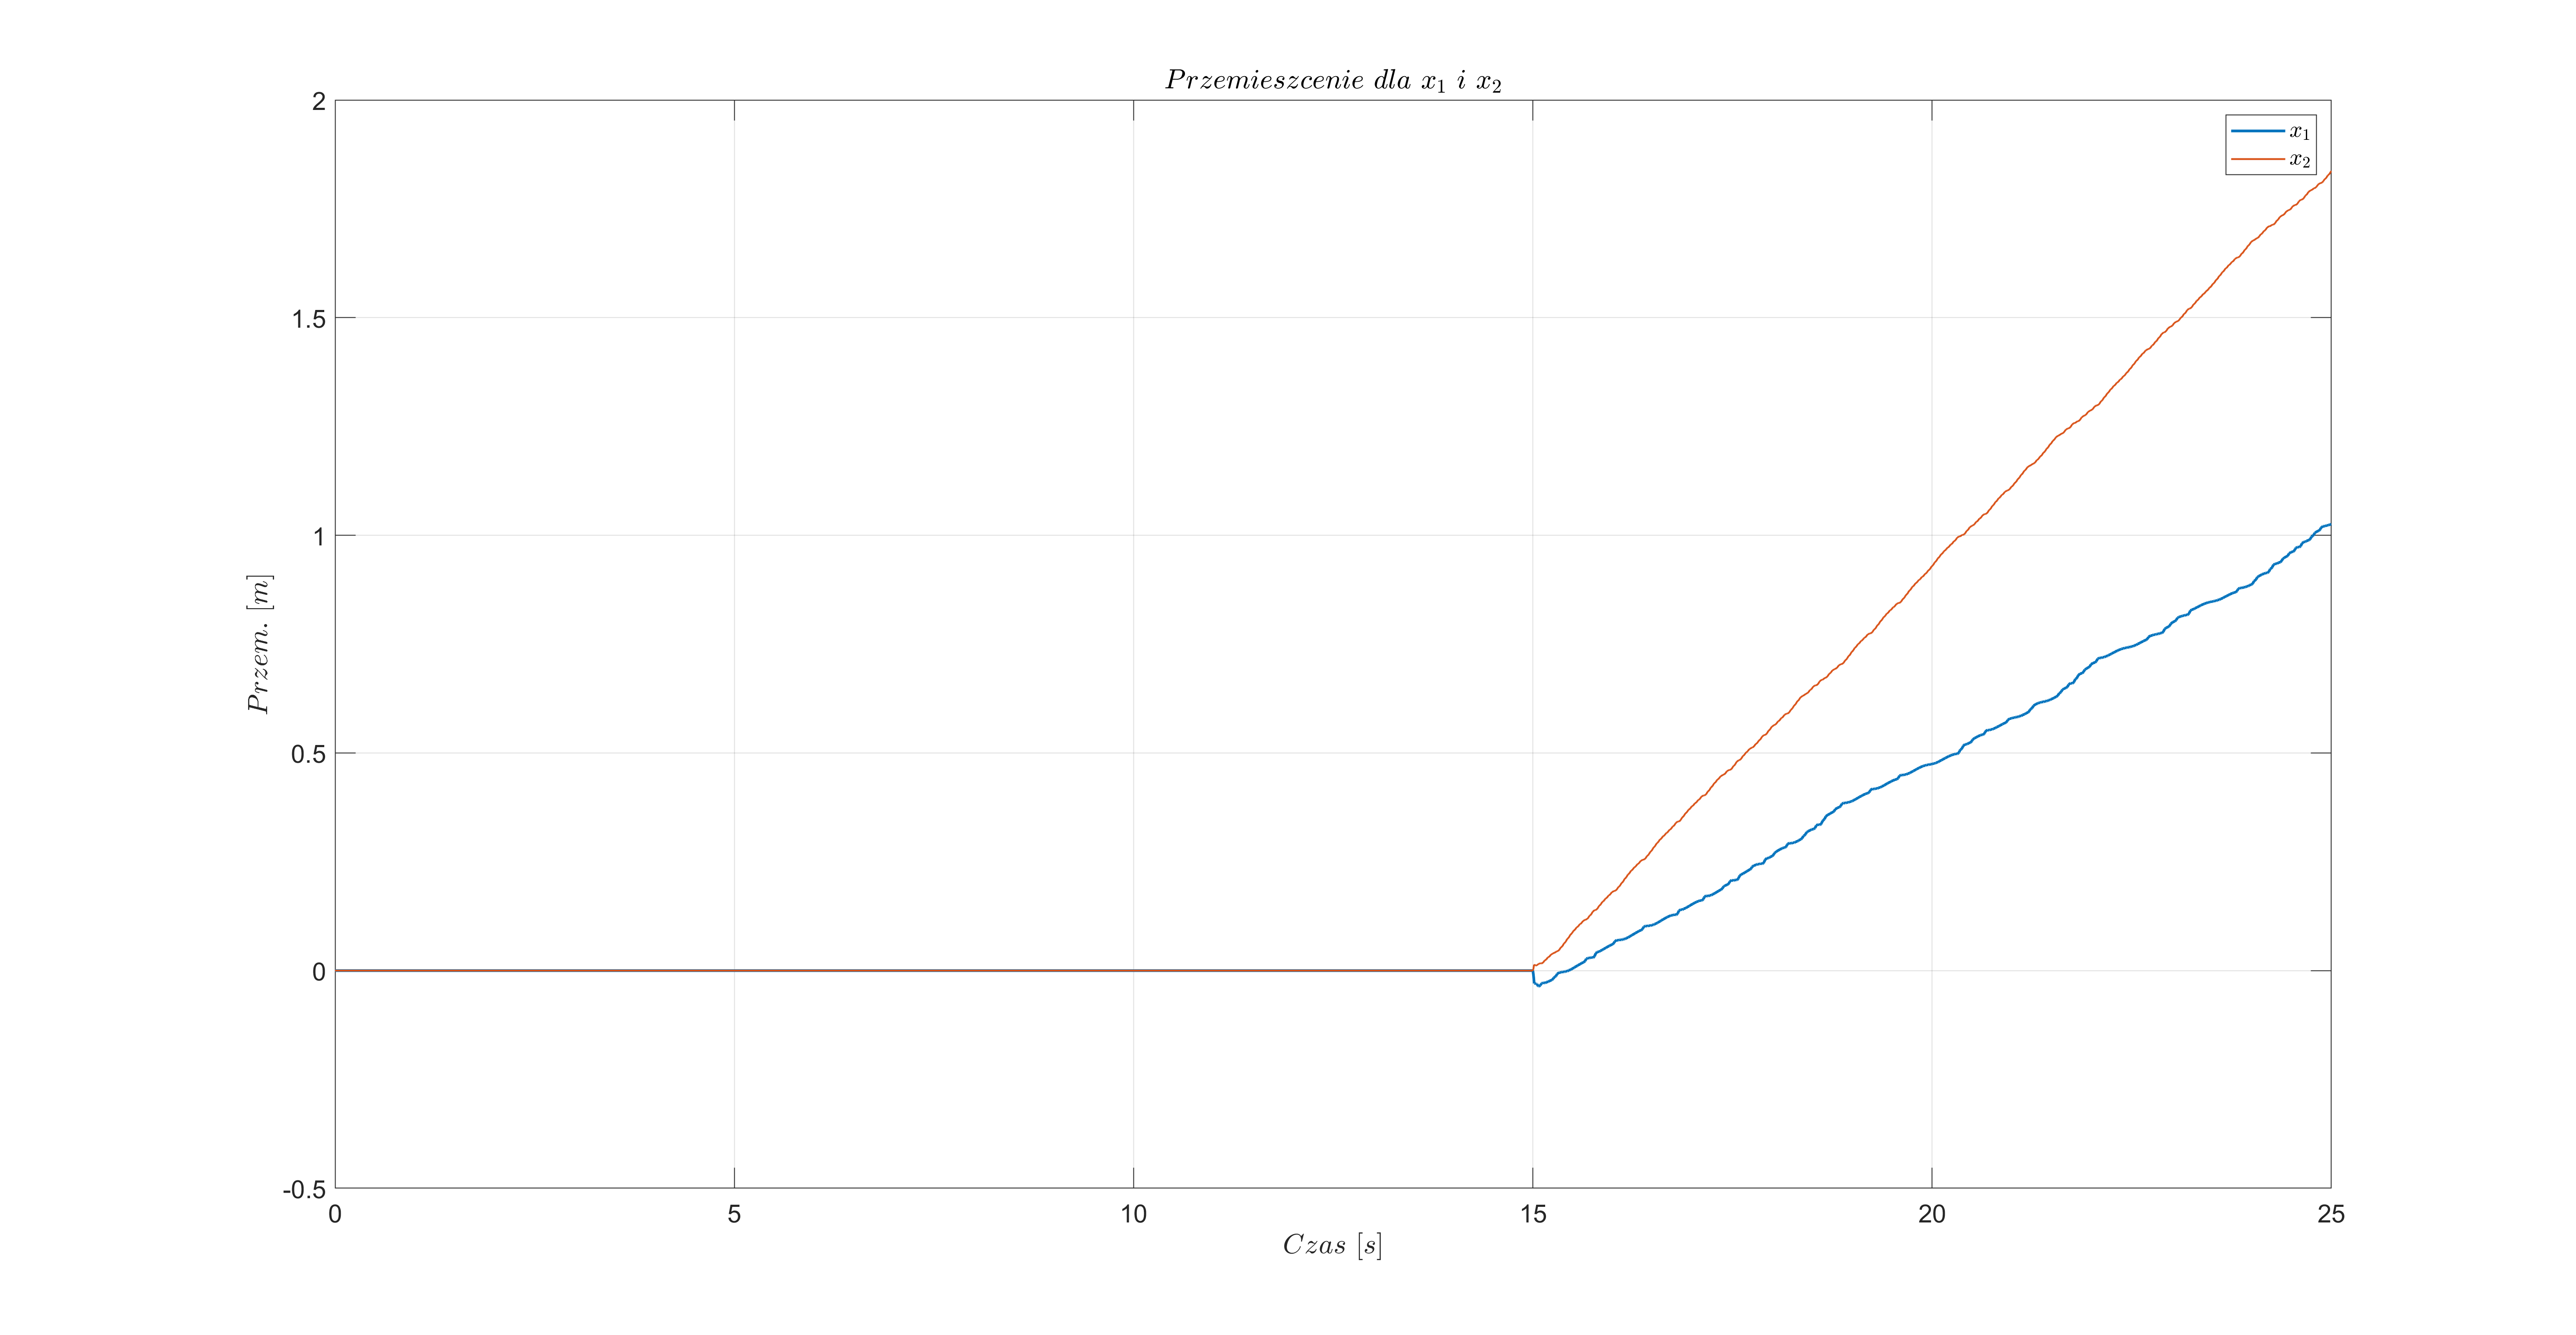 Przemieszcenie dla x₁ i x₂
2
x₁
x₂
1.5
1
Przem. [m]
0.5
0
-0.5
0 5 10 15 20 25
Czas [s]